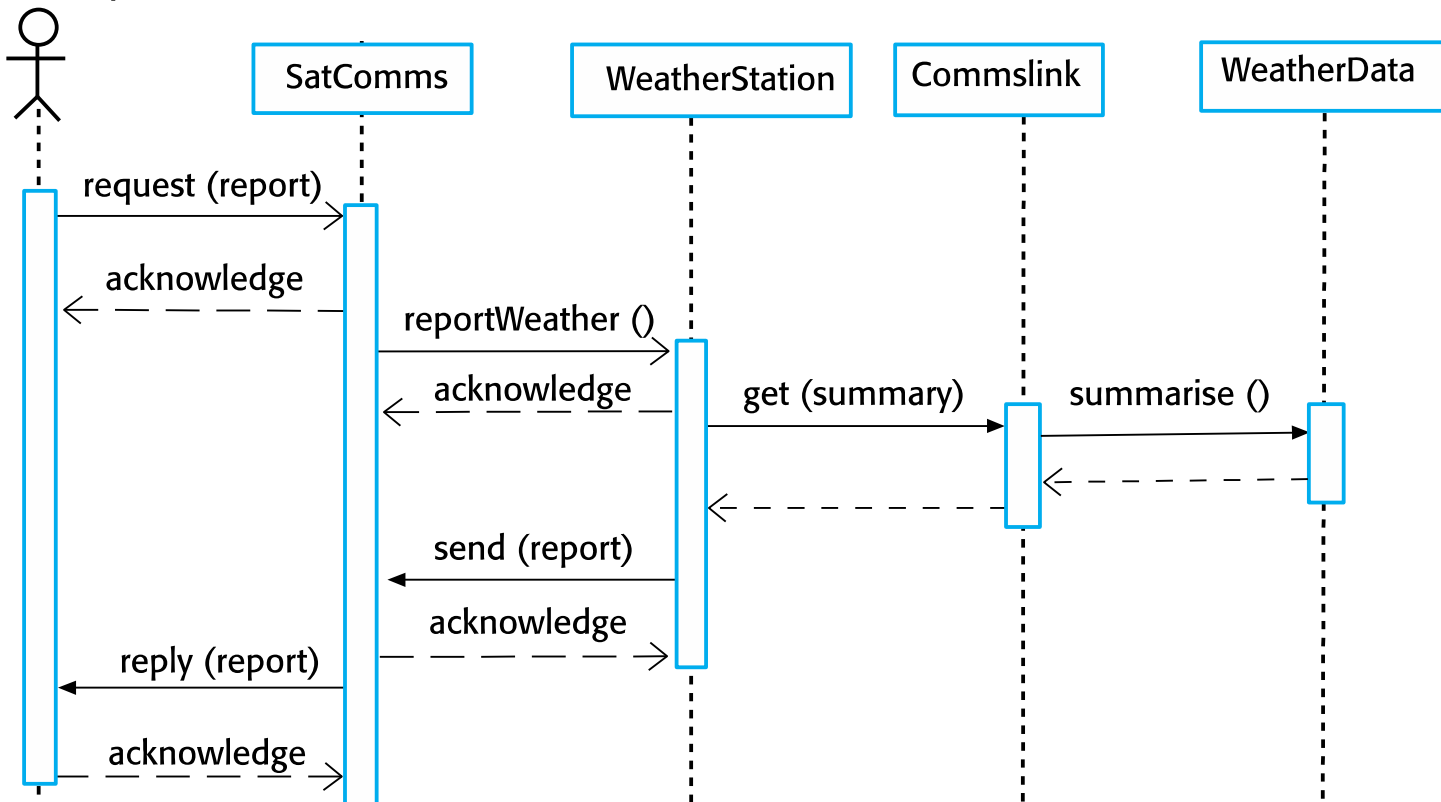 SatComms
WeatherStation
Commslink
WeatherData
request (report)
acknowledge
reportWeather ()
acknowledge
get (summary)
summarise ()
send (report)
acknowledge
reply (report)
acknowledge